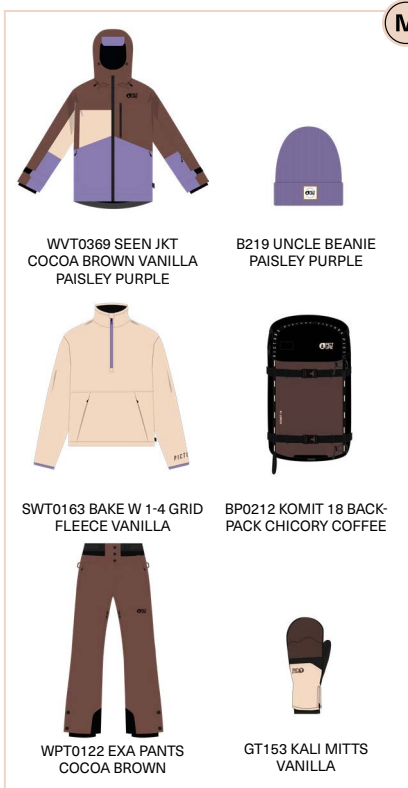 M
WVT0369 SEEN JKT
COCOA BROWN VANILLA
PAISLEY PURPLE
B219 UNCLE BEANIE
PAISLEY PURPLE
PICTU
SWT0163 BAKE W 1-4 GRID
FLEECE VANILLA
BP0212 KOMIT 18 BACK-
PACK CHICORY COFFEE
WPT0122 EXA PANTS
COCOA BROWN
GT153 KALI MITTS
VANILLA